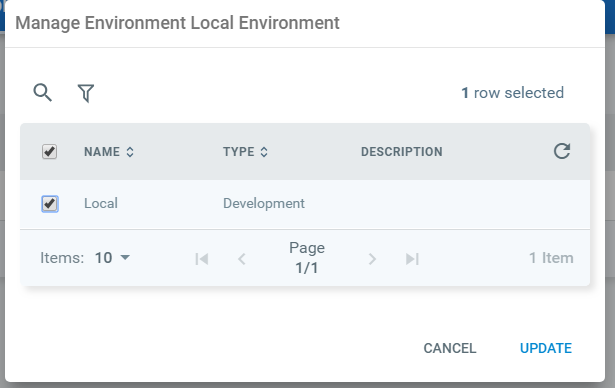 Manage Environment Local Environment
1 row selected
NAME TYPE DESCRIPTION
Local Development
Items: 10 Page 1/1 1 Item
CANCEL UPDATE